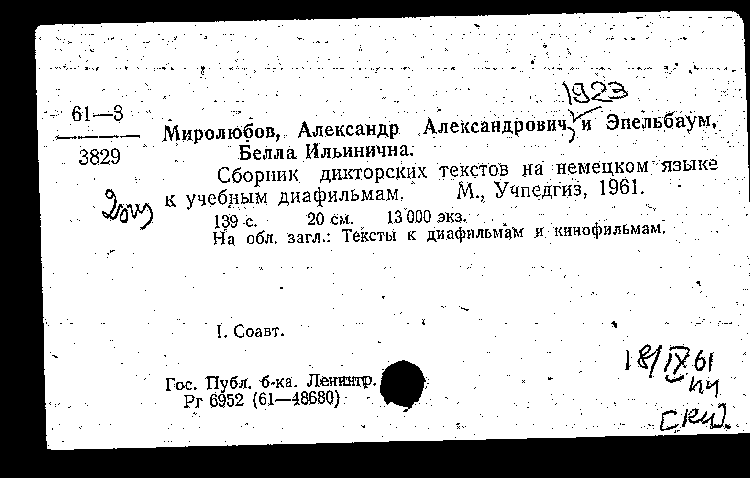 1923
61—3
Миролюбов, Александр Александрович, и Эпельбаум,
3829
Белла Ильинична.
Сборник дикторских текстов на немецком языке
к учебным диафильмам. М., Учпедгиз, 1961.
139 с. 20 см. 13 000 экз.
На обл. загл.: Тексты к диафильмам и кинофильмам.
I. Соавт.
18/IX 61
Гос. Публ. б-ка. Ленингр.
Рг 6952 (61—48680)